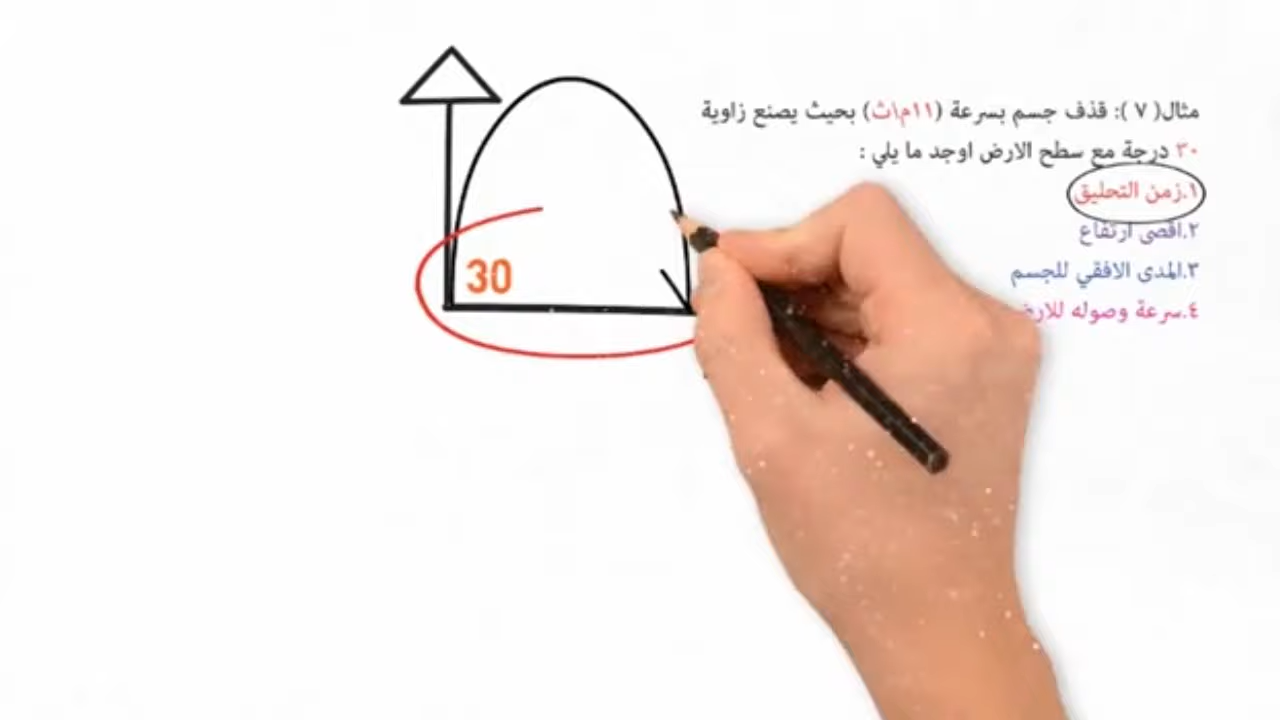 مثال( ٧ ): قذف جسم بسرعة (١١م\ث) بحيث يصنع زاوية
٣٠ درجة مع سطح الارض اوجد ما يلي :
١.زمن التحليق
٢.اقصى ارتفاع
٣.المدى الافقي للجسم
٤.سرعة وصوله للارض
30